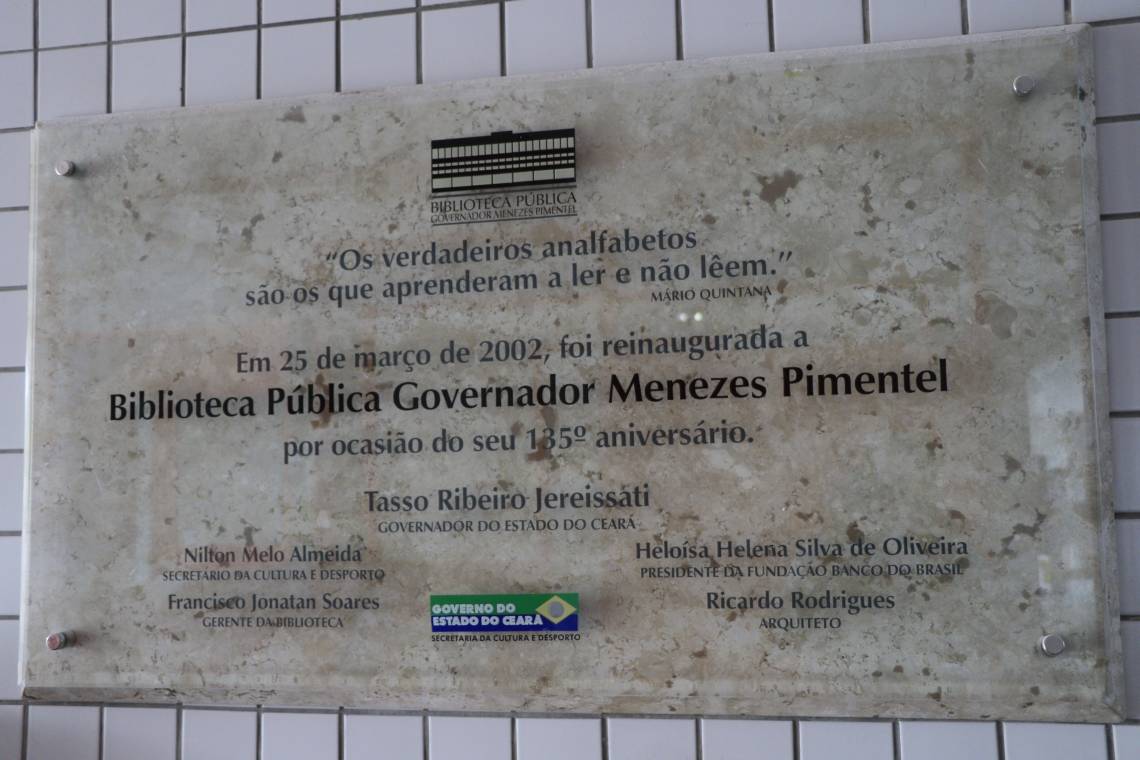 BIBLIOTECA PÚBLICA
GOVERNADOR MENEZES PIMENTEL
“Os verdadeiros analfabetos
são os que aprenderam a ler e não lêem.”
MÁRIO QUINTANA
Em 25 de março de 2002, foi reinaugurada a
Biblioteca Pública Governador Menezes Pimentel
por ocasião do seu 135º aniversário.
Tasso Ribeiro Jereissati
GOVERNADOR DO ESTADO DO CEARÁ
Nilton Melo Almeida
SECRETÁRIO DA CULTURA E DESPORTO
Francisco Jonatan Soares
GERENTE DA BIBLIOTECA
Heloísa Helena Silva de Oliveira
PRESIDENTE DA FUNDAÇÃO BANCO DO BRASIL
Ricardo Rodrigues
ARQUITETO
GOVERNO DO
ESTADO DO CEARÁ
SECRETARIA DA CULTURA E DESPORTO